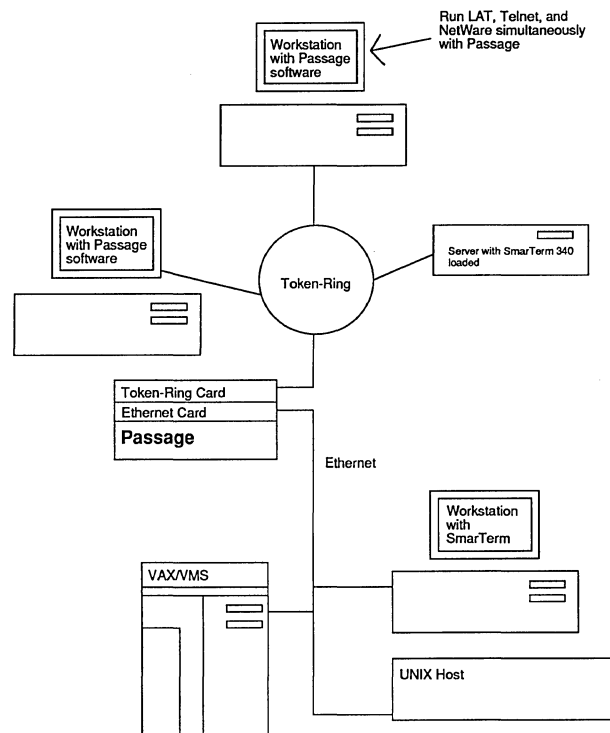 Run LAT, Telnet, and
NetWare simultaneously
with Passage
Workstation
with Passage
software
Workstation
with Passage
software
Token-Ring
Server with SmarTerm 340
loaded
Token-Ring Card
Ethernet Card
Passage
Ethernet
Workstation
with
SmarTerm
VAX/VMS
UNIX Host